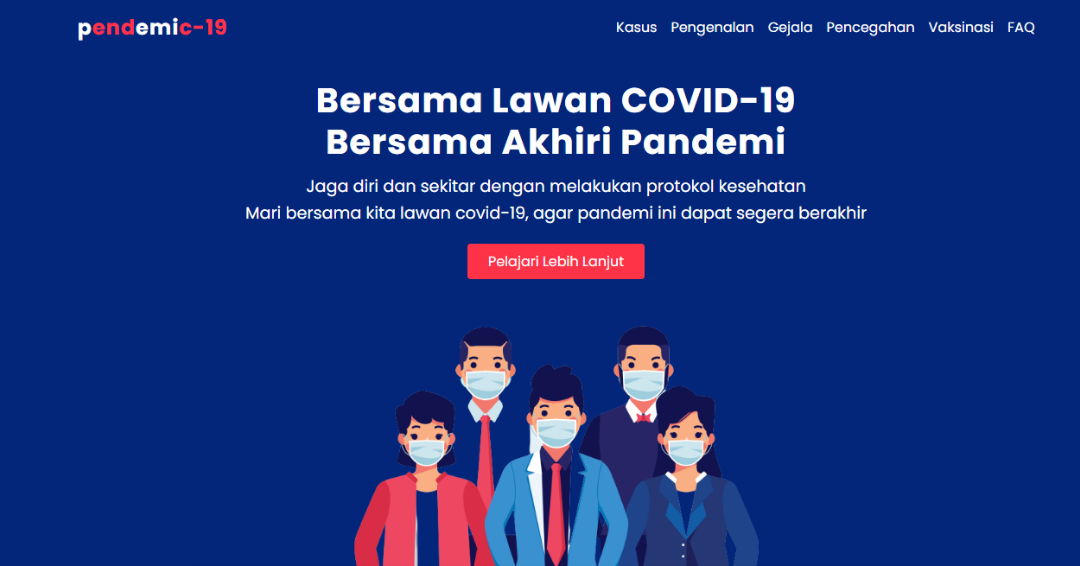 pendemic-19
Kasus Pengenalan Gejala Pencegahan Vaksinasi FAQ
Bersama Lawan COVID-19
Bersama Akhiri Pandemi
Jaga diri dan sekitar dengan melakukan protokol kesehatan
Mari bersama kita lawan covid-19, agar pandemi ini dapat segera berakhir
Pelajari Lebih Lanjut